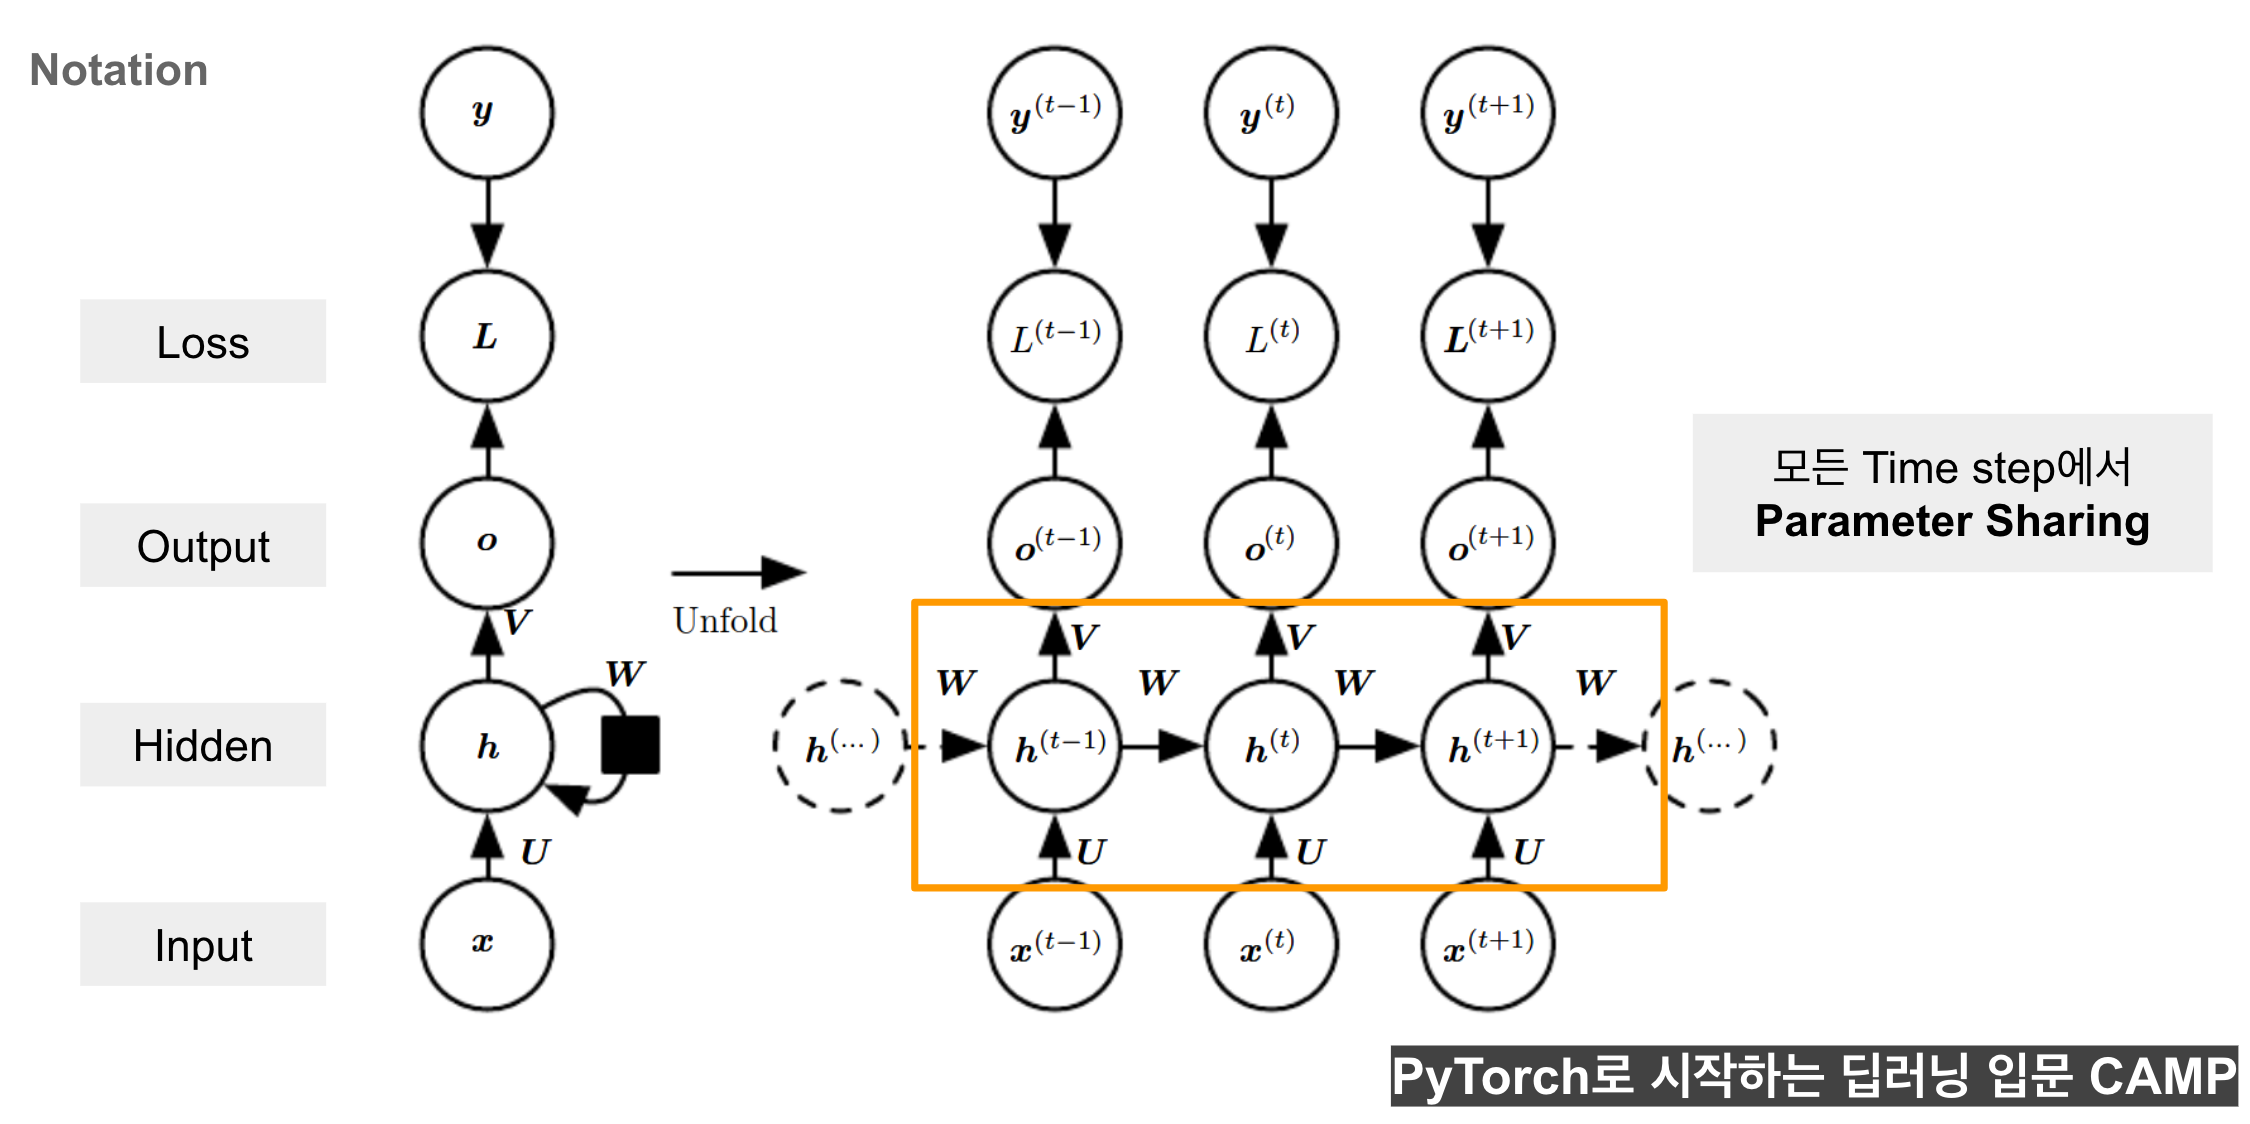 Notation
y y^(t−1) y^(t) y^(t+1)
Loss L L^(t−1) L^(t) L^(t+1)
모든 Time step에서
Parameter Sharing
Output o o^(t−1) o^(t) o^(t+1)
Unfold
V V V V
W W W W W
Hidden h h^(...) h^(t−1) h^(t) h^(t+1) h^(...)
U U U U
Input x x^(t−1) x^(t) x^(t+1)
PyTorch로 시작하는 딥러닝 입문 CAMP